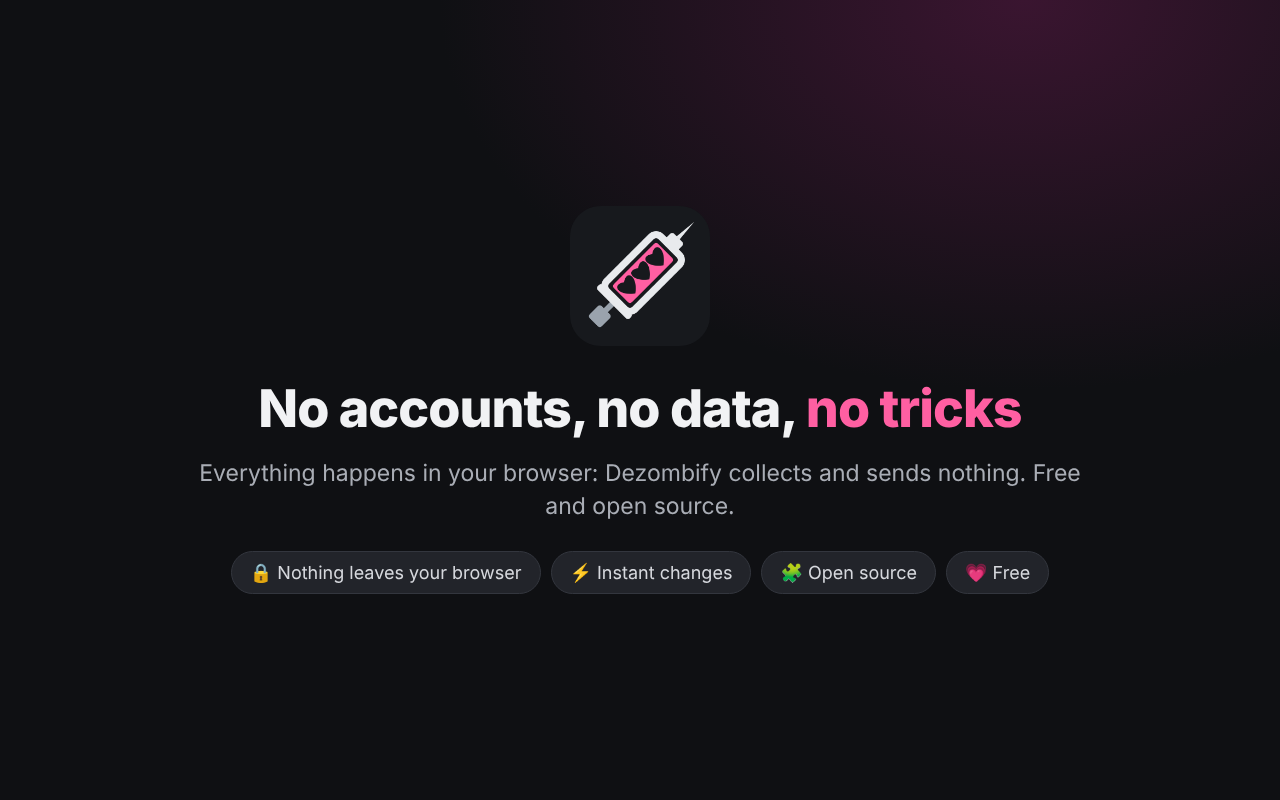 No accounts, no data, no tricks
Everything happens in your browser: Dezombify collects and sends nothing. Free
and open source.
🔒 Nothing leaves your browser
⚡ Instant changes
🧩 Open source
💗 Free